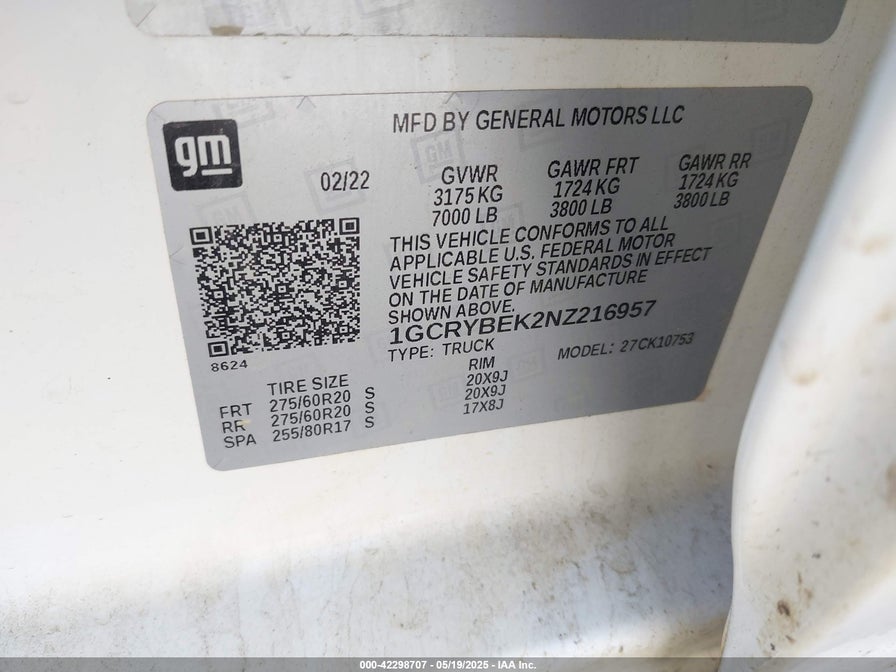 gm
MFD BY GENERAL MOTORS LLC
02/22
GVWR GAWR FRT GAWR RR
3175 KG 1724 KG 1724 KG
7000 LB 3800 LB 3800 LB
THIS VEHICLE CONFORMS TO ALL
APPLICABLE U.S. FEDERAL MOTOR
VEHICLE SAFETY STANDARDS IN EFFECT
ON THE DATE OF MANUFACTURE
SHOWN ABOVE.
1GCRYBEK2NZ216957
TYPE: TRUCK MODEL: 27CK10753
8624
TIRE SIZE RIM
FRT 275/60R20 S 20X9J
RR 275/60R20 S 20X9J
SPA 255/80R17 S 17X8J
000-42298707 - 05/19/2025 - IAA Inc.